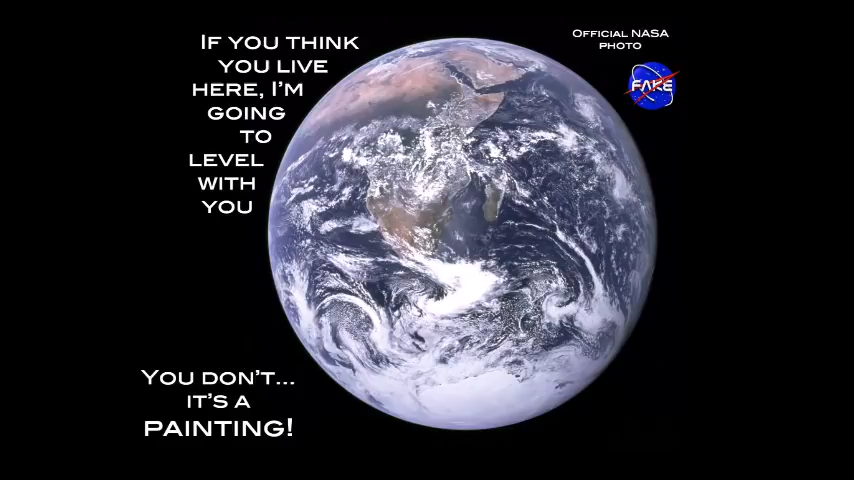 If you think
you live
here, I'm
going
to
level
with
you
Official NASA
photo
FAKE
You don't...
it's a
painting!